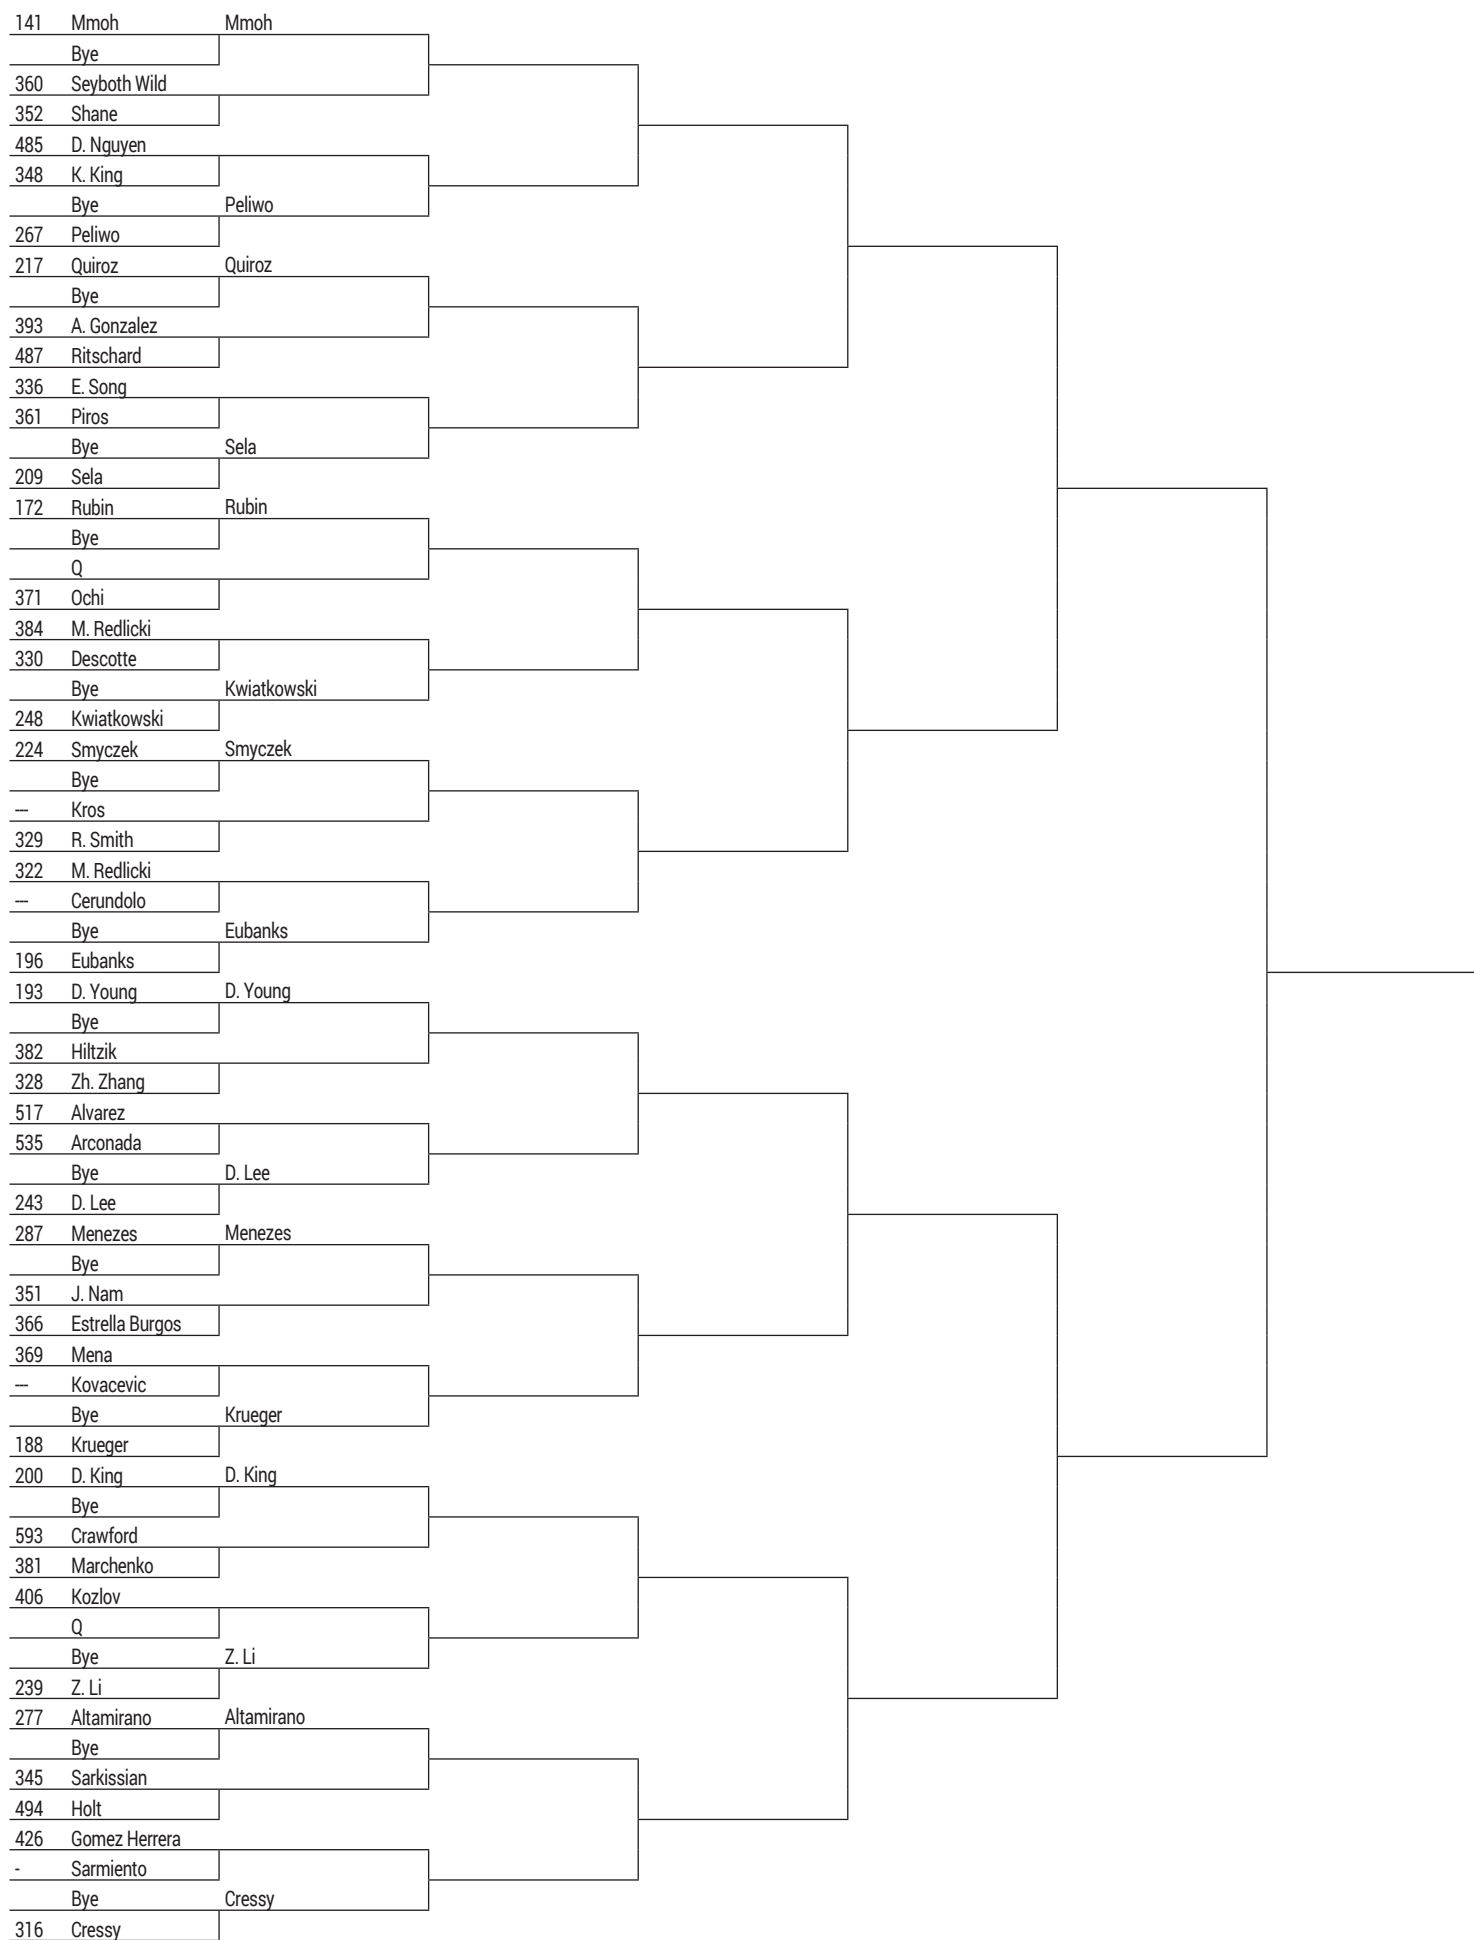 141 Mmoh Mmoh
Bye
360 Seyboth Wild
352 Shane
485 D. Nguyen
348 K. King
Bye Peliwo
267 Peliwo
217 Quiroz Quiroz
Bye
393 A. Gonzalez
487 Ritschard
336 E. Song
361 Piros
Bye Sela
209 Sela
172 Rubin Rubin
Bye
Q
371 Ochi
384 M. Redlicki
330 Descotte
Bye Kwiatkowski
248 Kwiatkowski
224 Smyczek Smyczek
Bye
--- Kros
329 R. Smith
322 M. Redlicki
--- Cerundolo
Bye Eubanks
196 Eubanks
193 D. Young D. Young
Bye
382 Hiltzik
328 Zh. Zhang
517 Alvarez
535 Arconada
Bye D. Lee
243 D. Lee
287 Menezes Menezes
Bye
351 J. Nam
366 Estrella Burgos
369 Mena
--- Kovacevic
Bye Krueger
188 Krueger
200 D. King D. King
Bye
593 Crawford
381 Marchenko
406 Kozlov
Q
Bye Z. Li
239 Z. Li
277 Altamirano Altamirano
Bye
345 Sarkissian
494 Holt
426 Gomez Herrera
- Sarmiento
Bye Cressy
316 Cressy